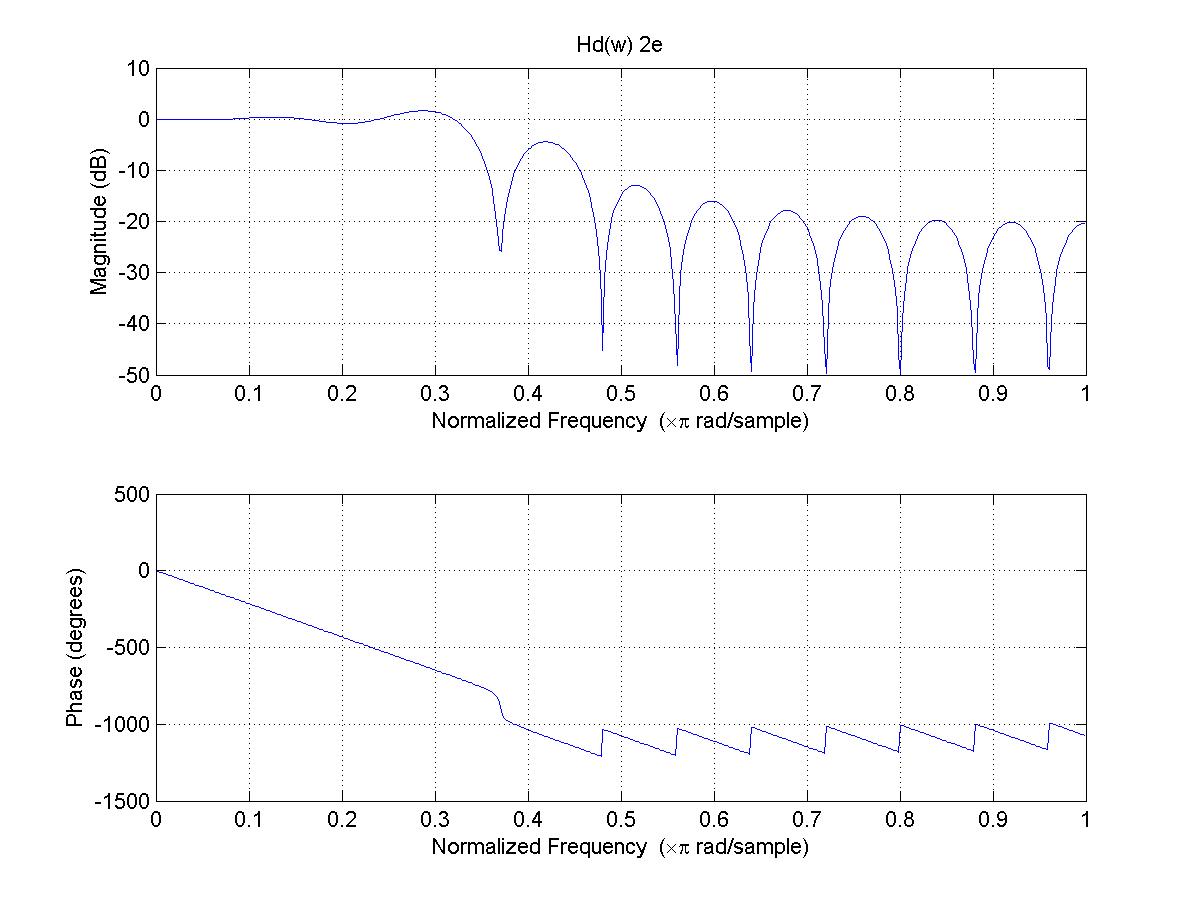 Hd(w) 2e
10
0
-10
-20
-30
-40
-50
Magnitude (dB)
0 0.1 0.2 0.3 0.4 0.5 0.6 0.7 0.8 0.9 1
Normalized Frequency (×π rad/sample)
500
0
-500
-1000
-1500
Phase (degrees)
0 0.1 0.2 0.3 0.4 0.5 0.6 0.7 0.8 0.9 1
Normalized Frequency (×π rad/sample)